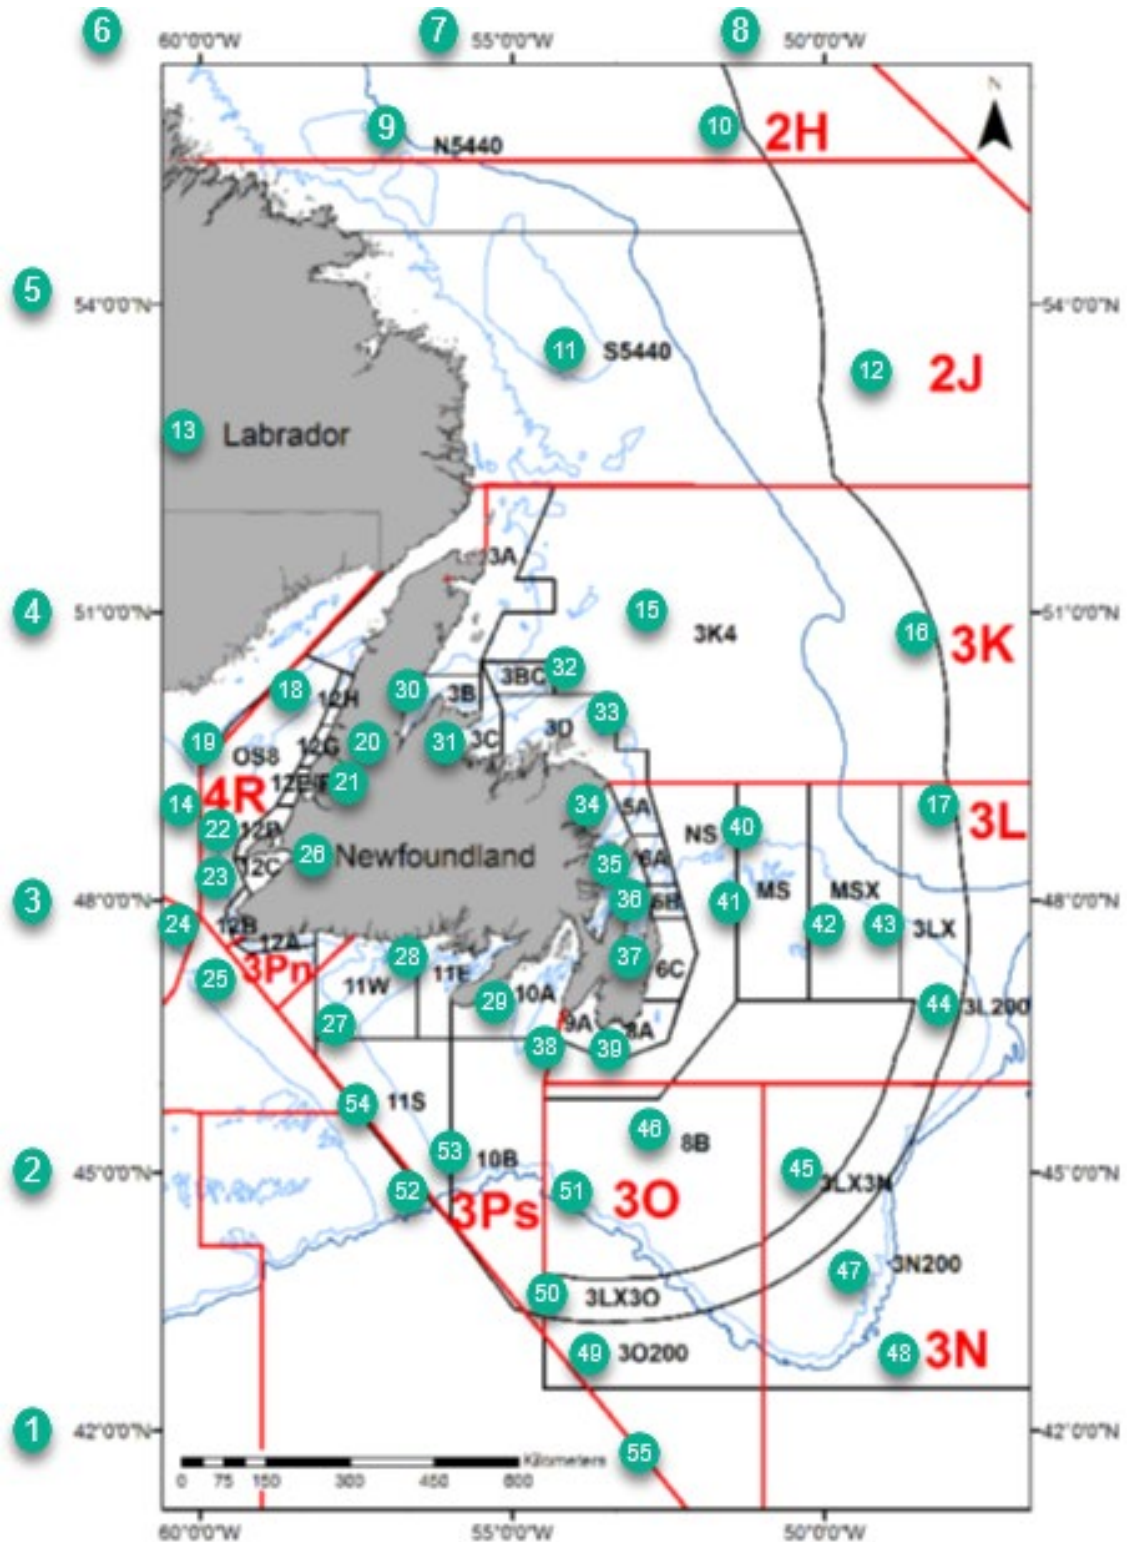 6 7 8
60°0'0"W 55°0'0"W 50°0'0"W
N
9 10 2H
N5440
5 54°0'0"N 54°0'0"N
11 S5440 12 2J
13 Labrador
3A
4 51°0'0"N 15 51°0'0"N
3K4 16 3K
32
18 12H 30 3B 3BC
19 20 31 3C 3D 33
OS8 12G
21
14 4R 34 5A 17 3L
22 NS 40
26 Newfoundland 35 6A
23 12C MS MSX
3 48°0'0"N 36 6B 41 48°0'0"N
24 12B 42 43 3LX
12A
25 3Pn 28 11E 37 6C
11W 29 10A 44 3L200
27 9A 8A
38 39
54 11S
46 8B
53 10B 45
2 45°0'0"N 3LX3N 45°0'0"N
52 3Ps 51 3O
47 3N200
50 3LX3O
49 3O200 48 3N
1 42°0'0"N 42°0'0"N
55
Kilometers
0 75 150 300 450 600
60°0'0"W 55°0'0"W 50°0'0"W